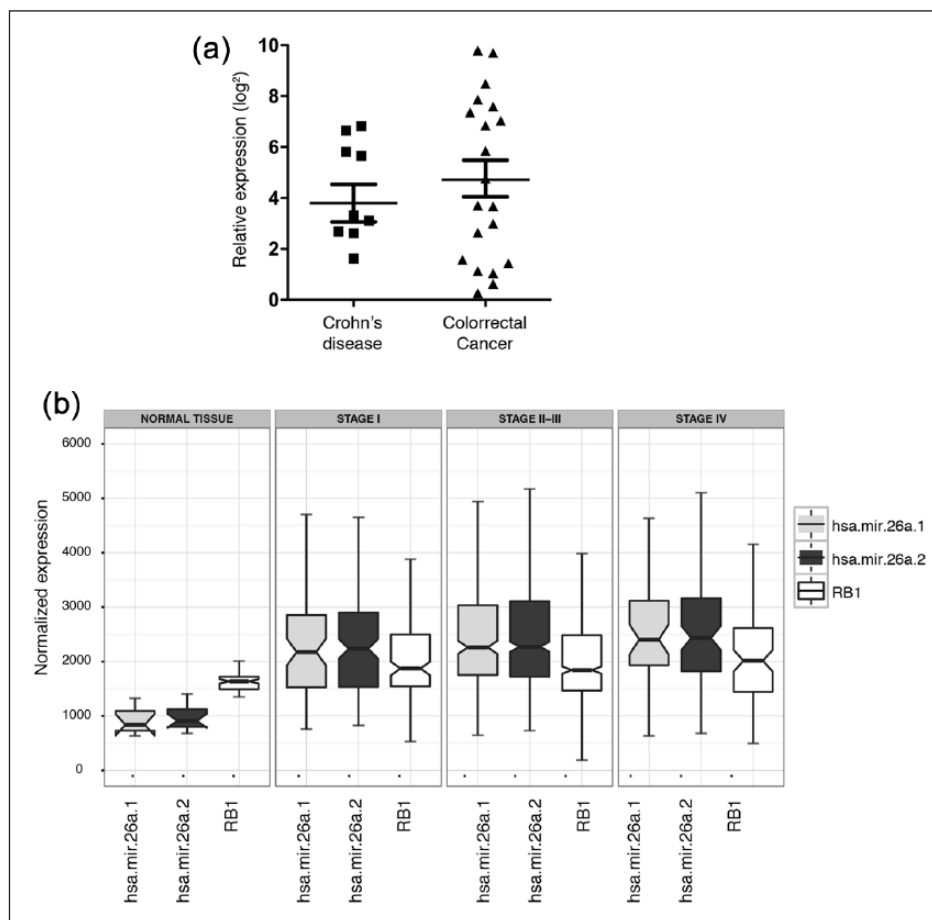 (a)
Relative expression (log²)
10
8
6
4
2
0
Crohn's
disease
Colorrectal
Cancer
(b)
NORMAL TISSUE
STAGE I
STAGE II–III
STAGE IV
Normalized expression
6000
5000
4000
3000
2000
1000
0
hsa.mir.26a.1
hsa.mir.26a.2
RB1
hsa.mir.26a.1
hsa.mir.26a.2
RB1
hsa.mir.26a.1
hsa.mir.26a.2
RB1
hsa.mir.26a.1
hsa.mir.26a.2
RB1
hsa.mir.26a.1
hsa.mir.26a.2
RB1